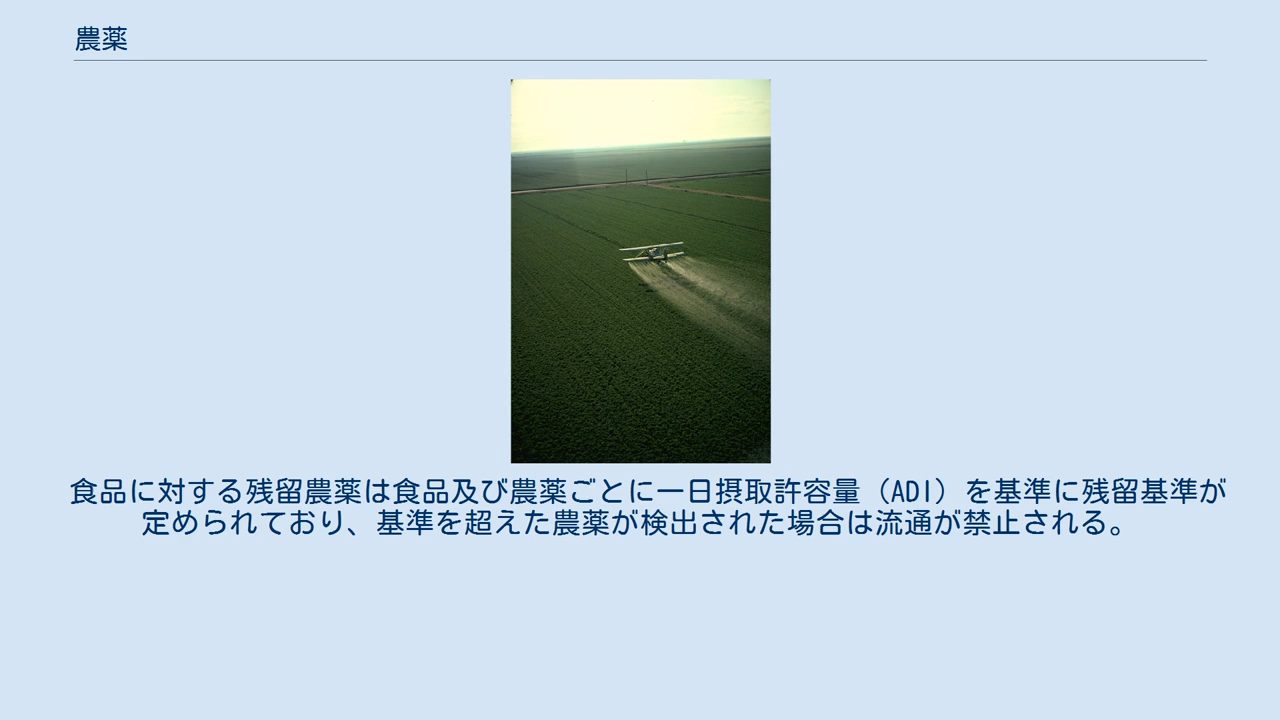 農薬
食品に対する残留農薬は食品及び農薬ごとに一日摂取許容量（ADI）を基準に残留基準が
定められており、基準を超えた農薬が検出された場合は流通が禁止される。